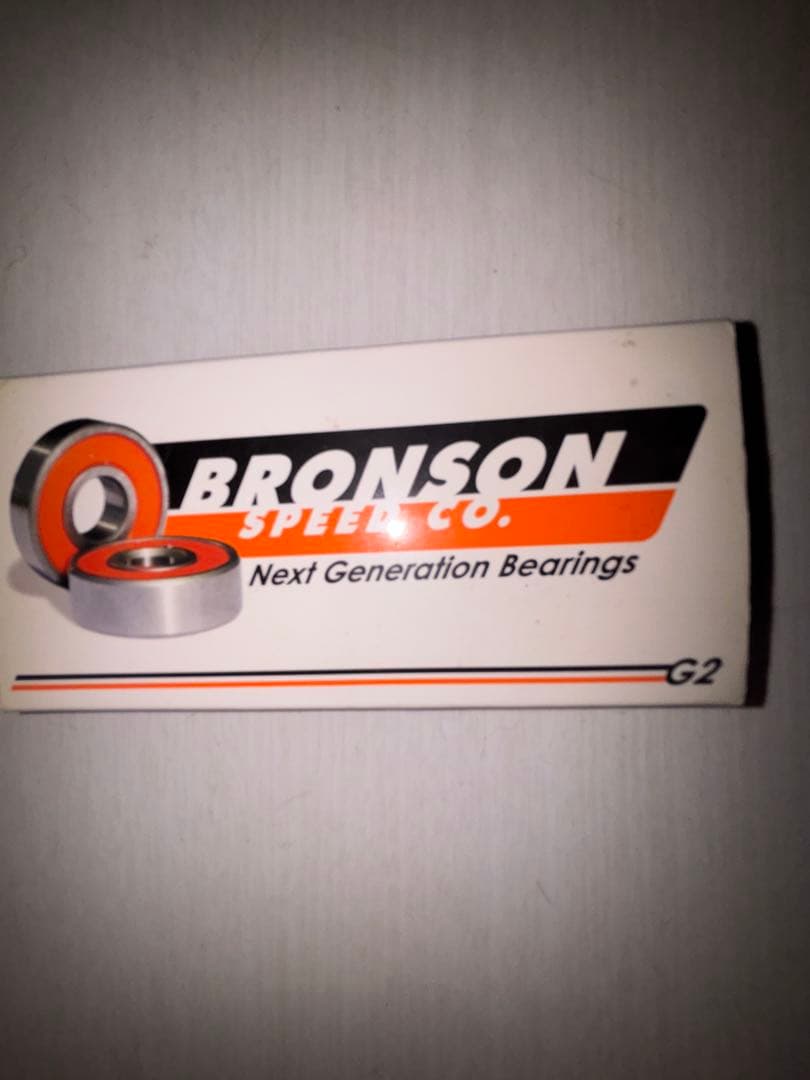 BRONSON
SPEED CO.
Next Generation Bearings
G2